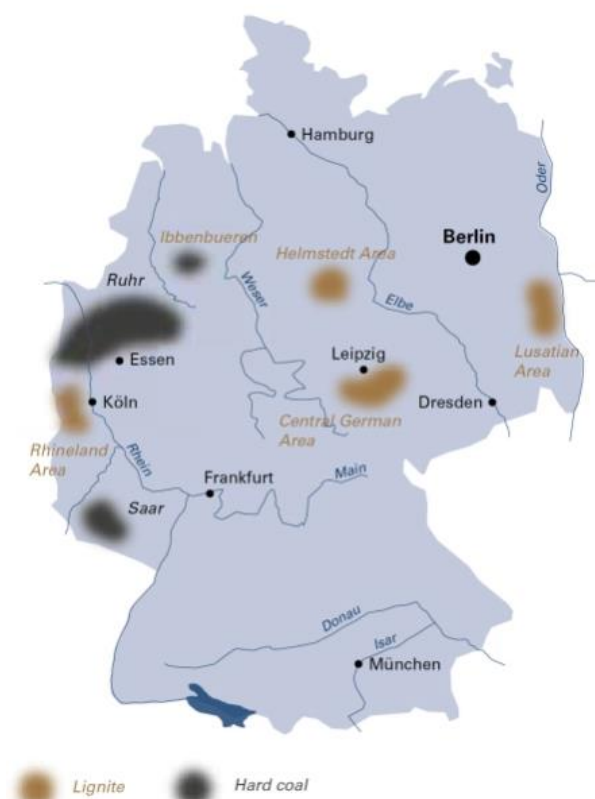 Hamburg
Oder
Ibbenbueren
Berlin
Helmstedt Area
Ruhr
Weser
Elbe
Leipzig
Lusatian
Area
Essen
Köln
Dresden
Central German
Area
Rhineland
Area
Rhein
Frankfurt
Main
Saar
Donau
Isar
München
Lignite
Hard coal